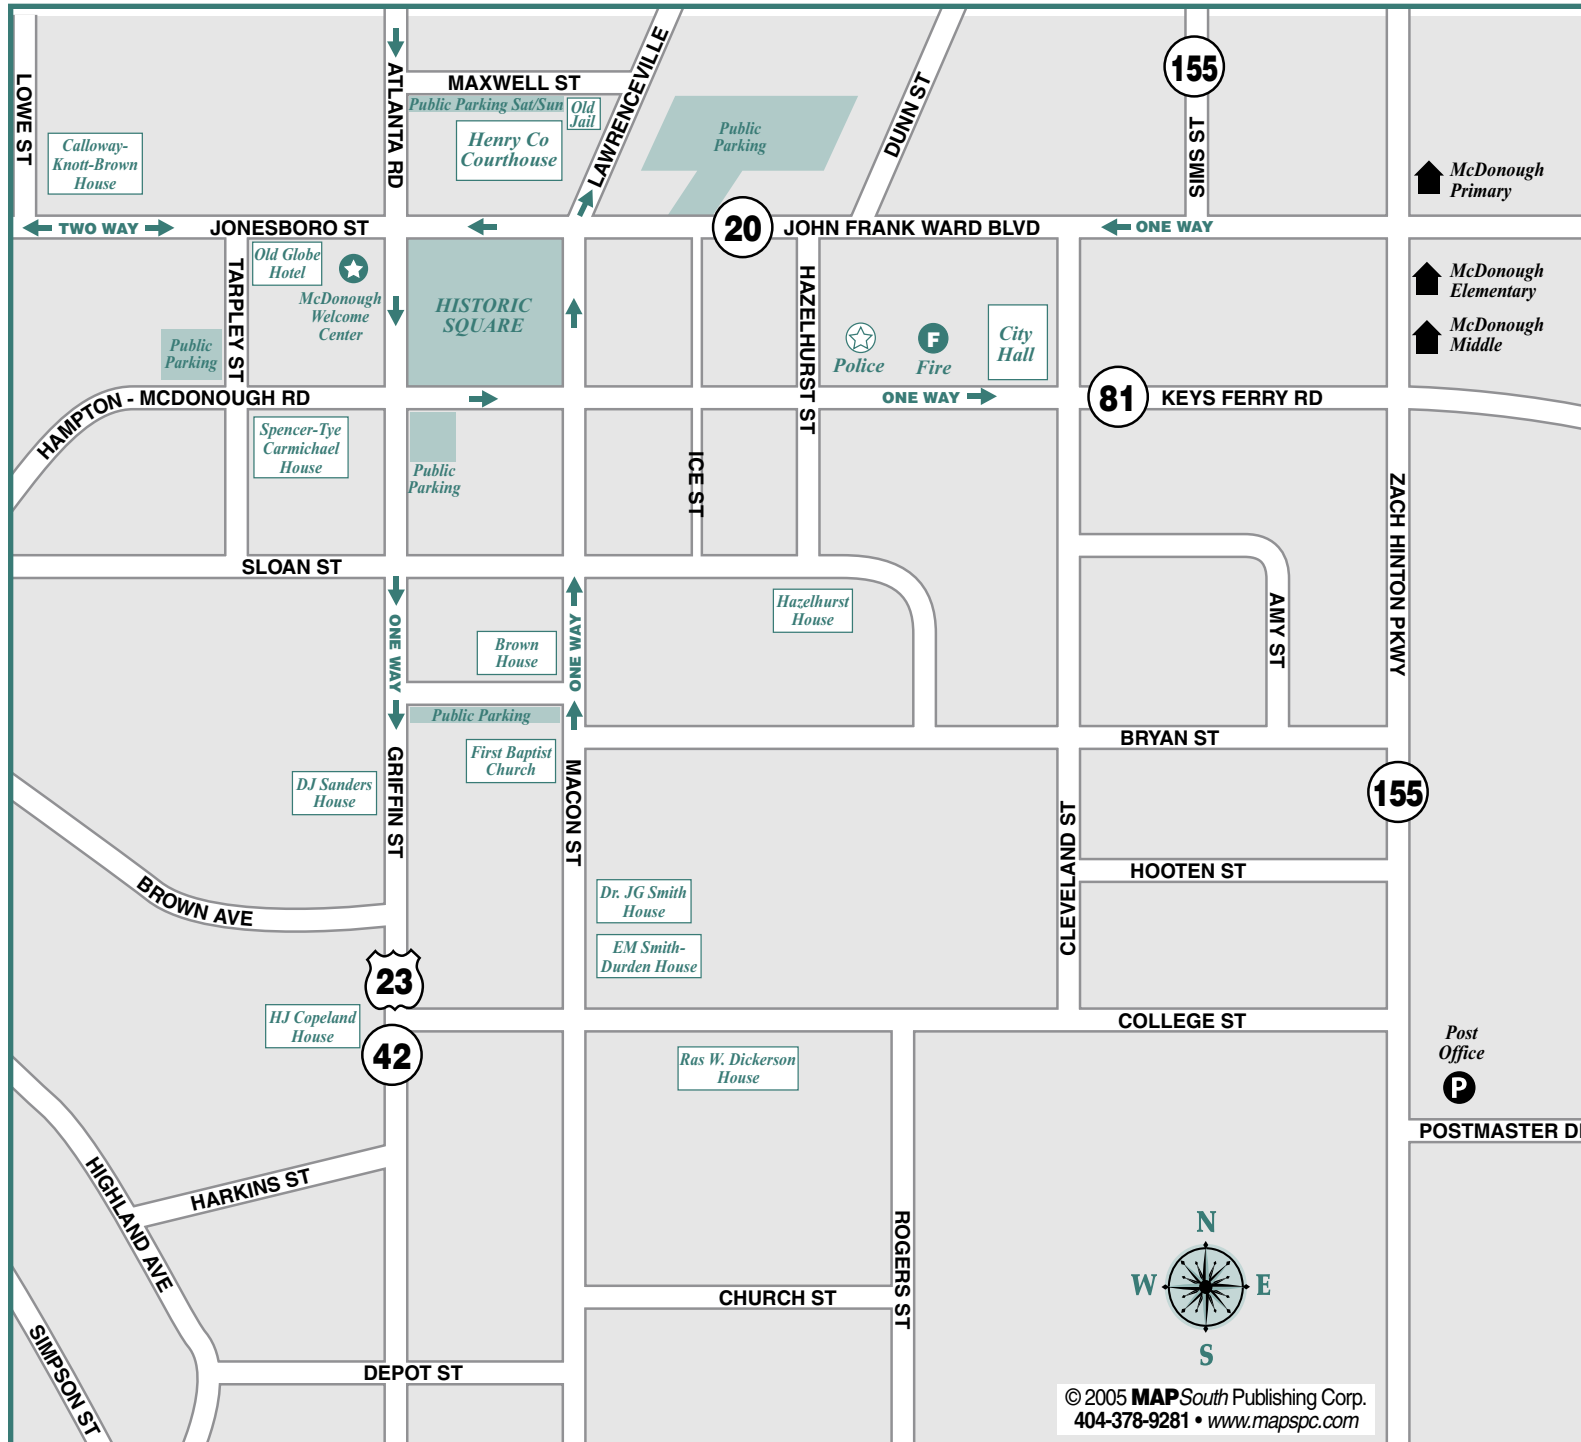 LOWE ST
ATLANTA RD
MAXWELL ST
LAWRENCEVILLE
Public Parking Sat/Sun
Old
Jail
Henry Co
Courthouse
Calloway-
Knott-Brown
House
Public
Parking
DUNN ST
155
SIMS ST
McDonough
Primary
TWO WAY
JONESBORO ST
20
JOHN FRANK WARD BLVD
ONE WAY
TARPLEY ST
Old Globe
Hotel
McDonough
Welcome
Center
HISTORIC
SQUARE
HAZELHURST ST
Police
F
Fire
City
Hall
McDonough
Elementary
McDonough
Middle
Public
Parking
HAMPTON - MCDONOUGH RD
ONE WAY
81
KEYS FERRY RD
Spencer-Tye
Carmichael
House
Public
Parking
ICE ST
ZACH HINTON PKWY
SLOAN ST
ONE WAY
ONE WAY
Brown
House
Hazelhurst
House
AMY ST
Public Parking
First Baptist
Church
BRYAN ST
GRIFFIN ST
MACON ST
DJ Sanders
House
155
CLEVELAND ST
HOOTEN ST
BROWN AVE
Dr. JG Smith
House
EM Smith-
Durden House
23
HJ Copeland
House
42
COLLEGE ST
Ras W. Dickerson
House
Post
Office
P
POSTMASTER D
HIGHLAND AVE
HARKINS ST
ROGERS ST
N
W
E
S
CHURCH ST
SIMPSON ST
DEPOT ST
© 2005 MAPSouth Publishing Corp.
404-378-9281 • www.mapspc.com